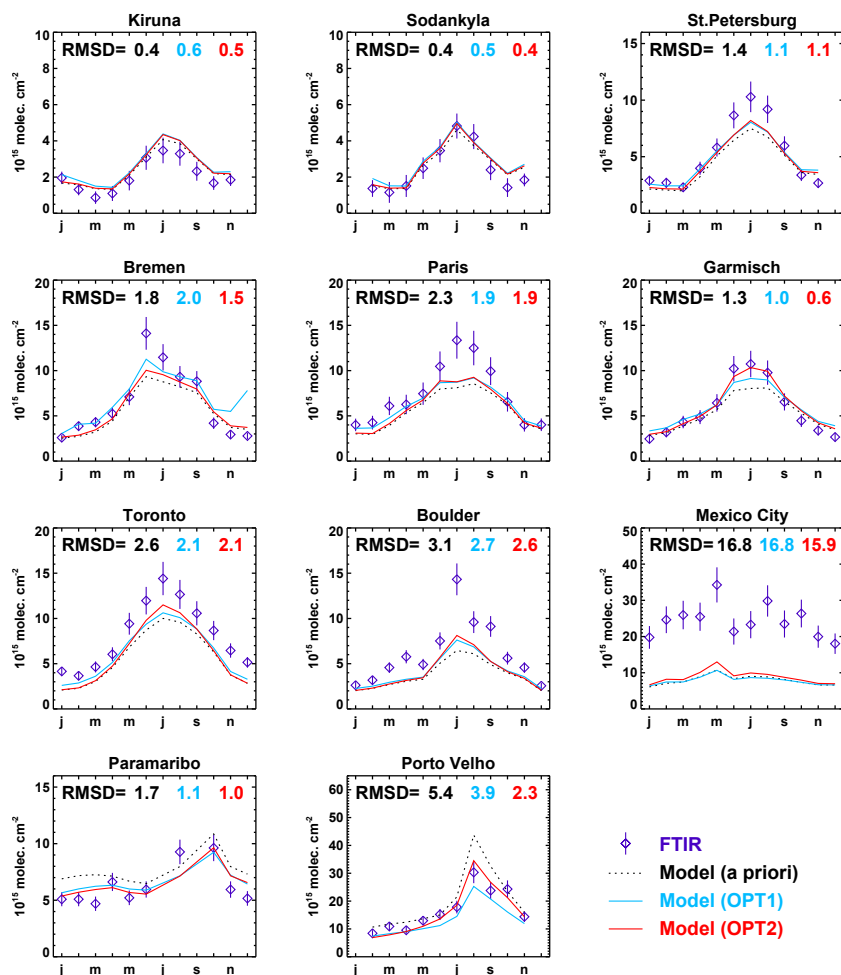 Kiruna
RMSD= 0.4 0.6 0.5
10
8
6
4
2
0
10¹⁵ molec. cm⁻²
j m m j s n
Sodankyla
RMSD= 0.4 0.5 0.4
10
8
6
4
2
0
10¹⁵ molec. cm⁻²
j m m j s n
St.Petersburg
RMSD= 1.4 1.1 1.1
15
10
5
0
10¹⁵ molec. cm⁻²
j m m j s n
Bremen
RMSD= 1.8 2.0 1.5
20
15
10
5
0
10¹⁵ molec. cm⁻²
j m m j s n
Paris
RMSD= 2.3 1.9 1.9
20
15
10
5
0
10¹⁵ molec. cm⁻²
j m m j s n
Garmisch
RMSD= 1.3 1.0 0.6
20
15
10
5
0
10¹⁵ molec. cm⁻²
j m m j s n
Toronto
RMSD= 2.6 2.1 2.1
20
15
10
5
0
10¹⁵ molec. cm⁻²
j m m j s n
Boulder
RMSD= 3.1 2.7 2.6
20
15
10
5
0
10¹⁵ molec. cm⁻²
j m m j s n
Mexico City
RMSD= 16.8 16.8 15.9
50
40
30
20
10
0
10¹⁵ molec. cm⁻²
j m m j s n
Paramaribo
RMSD= 1.7 1.1 1.0
15
10
5
0
10¹⁵ molec. cm⁻²
j m m j s n
Porto Velho
RMSD= 5.4 3.9 2.3
60
50
40
30
20
10
0
10¹⁵ molec. cm⁻²
j m m j s n
FTIR
Model (a priori)
Model (OPT1)
Model (OPT2)